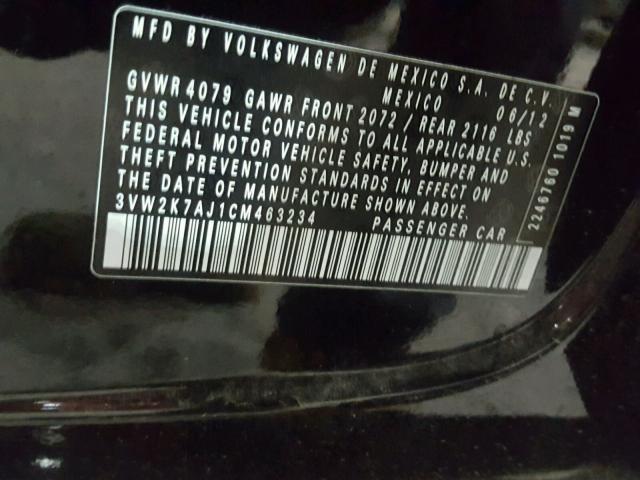 MFD BY VOLKSWAGEN DE MEXICO S.A. DE C.V.
MEXICO 06/12
GVWR 4079 GAWR FRONT 2072 / REAR 2116 LBS
THIS VEHICLE CONFORMS TO ALL APPLICABLE U.S.
FEDERAL MOTOR VEHICLE SAFETY, BUMPER AND
THEFT PREVENTION STANDARDS IN EFFECT ON
THE DATE OF MANUFACTURE SHOWN ABOVE.
3VW2K7AJ1CM463234 PASSENGER CAR
2246760 1019 M